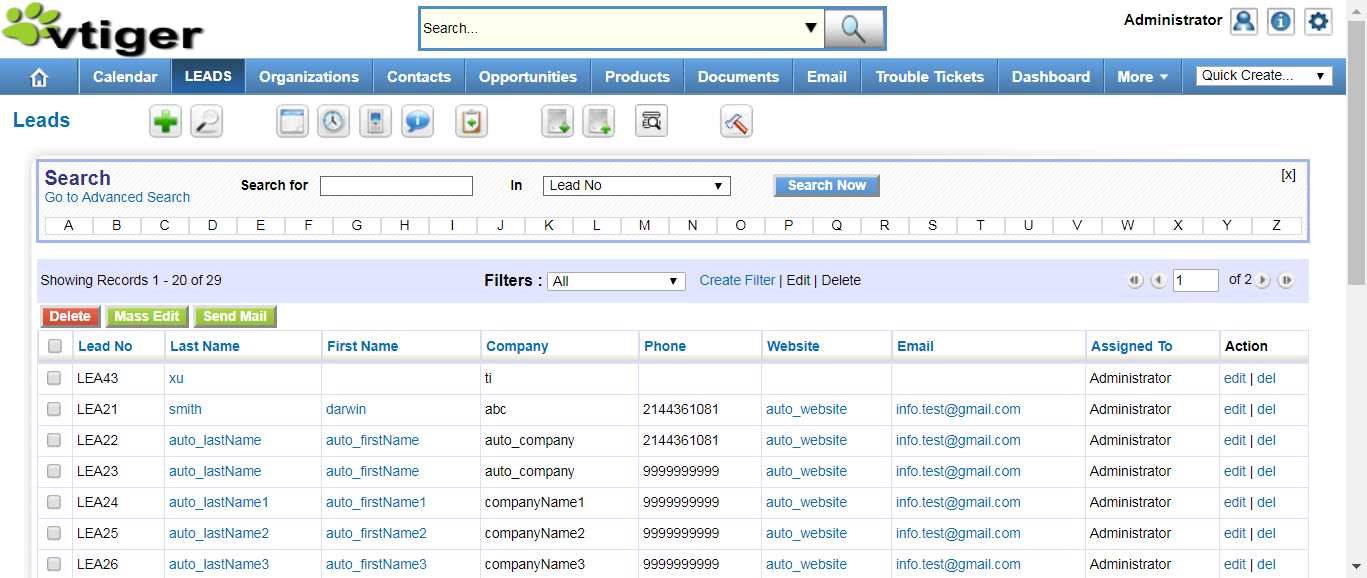 vtiger
Search...
Administrator
Calendar LEADS Organizations Contacts Opportunities Products Documents Email Trouble Tickets Dashboard More Quick Create...
Leads
Search
Go to Advanced Search
Search for In Lead No Search Now [x]
A B C D E F G H I J K L M N O P Q R S T U V W X Y Z
Showing Records 1 - 20 of 29 Filters : All Create Filter | Edit | Delete 1 of 2
Delete Mass Edit Send Mail
Lead No Last Name First Name Company Phone Website Email Assigned To Action
LEA43 xu ti Administrator edit | del
LEA21 smith darwin abc 2144361081 auto_website info.test@gmail.com Administrator edit | del
LEA22 auto_lastName auto_firstName auto_company 2144361081 auto_website info.test@gmail.com Administrator edit | del
LEA23 auto_lastName auto_firstName auto_company 9999999999 auto_website info.test@gmail.com Administrator edit | del
LEA24 auto_lastName1 auto_firstName1 companyName1 9999999999 auto_website info.test@gmail.com Administrator edit | del
LEA25 auto_lastName2 auto_firstName2 companyName2 9999999999 auto_website info.test@gmail.com Administrator edit | del
LEA26 auto_lastName3 auto_firstName3 companyName3 9999999999 auto_website info.test@gmail.com Administrator edit | del